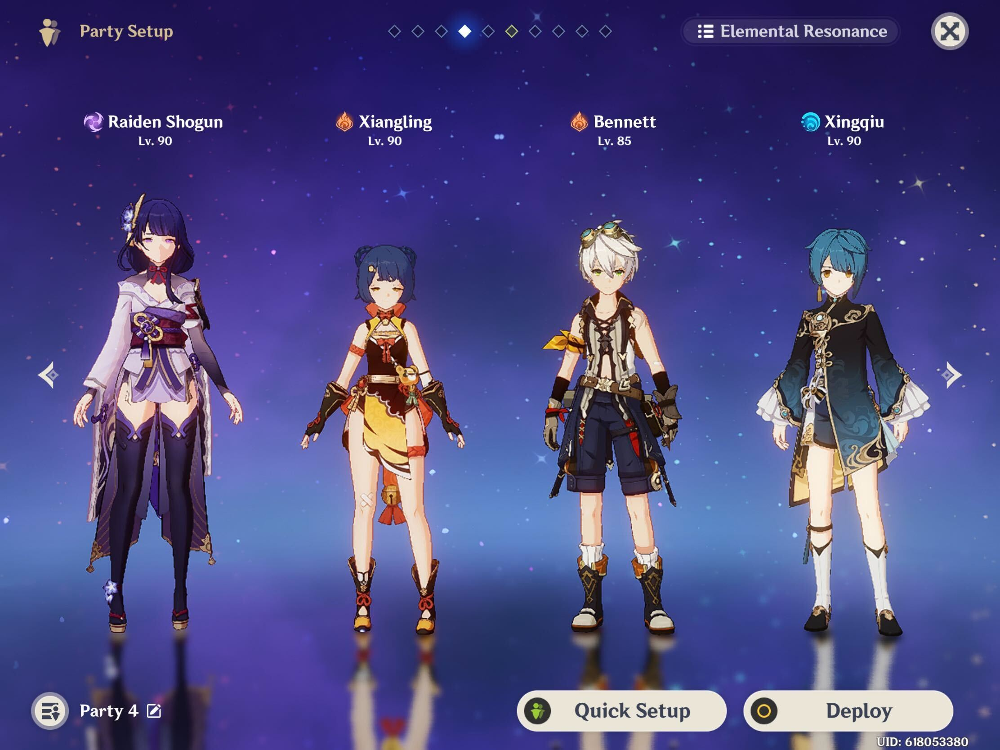 Party Setup
Elemental Resonance
Raiden Shogun
Lv. 90
Xiangling
Lv. 90
Bennett
Lv. 85
Xingqiu
Lv. 90
Party 4
Quick Setup
Deploy
UID: 618053380